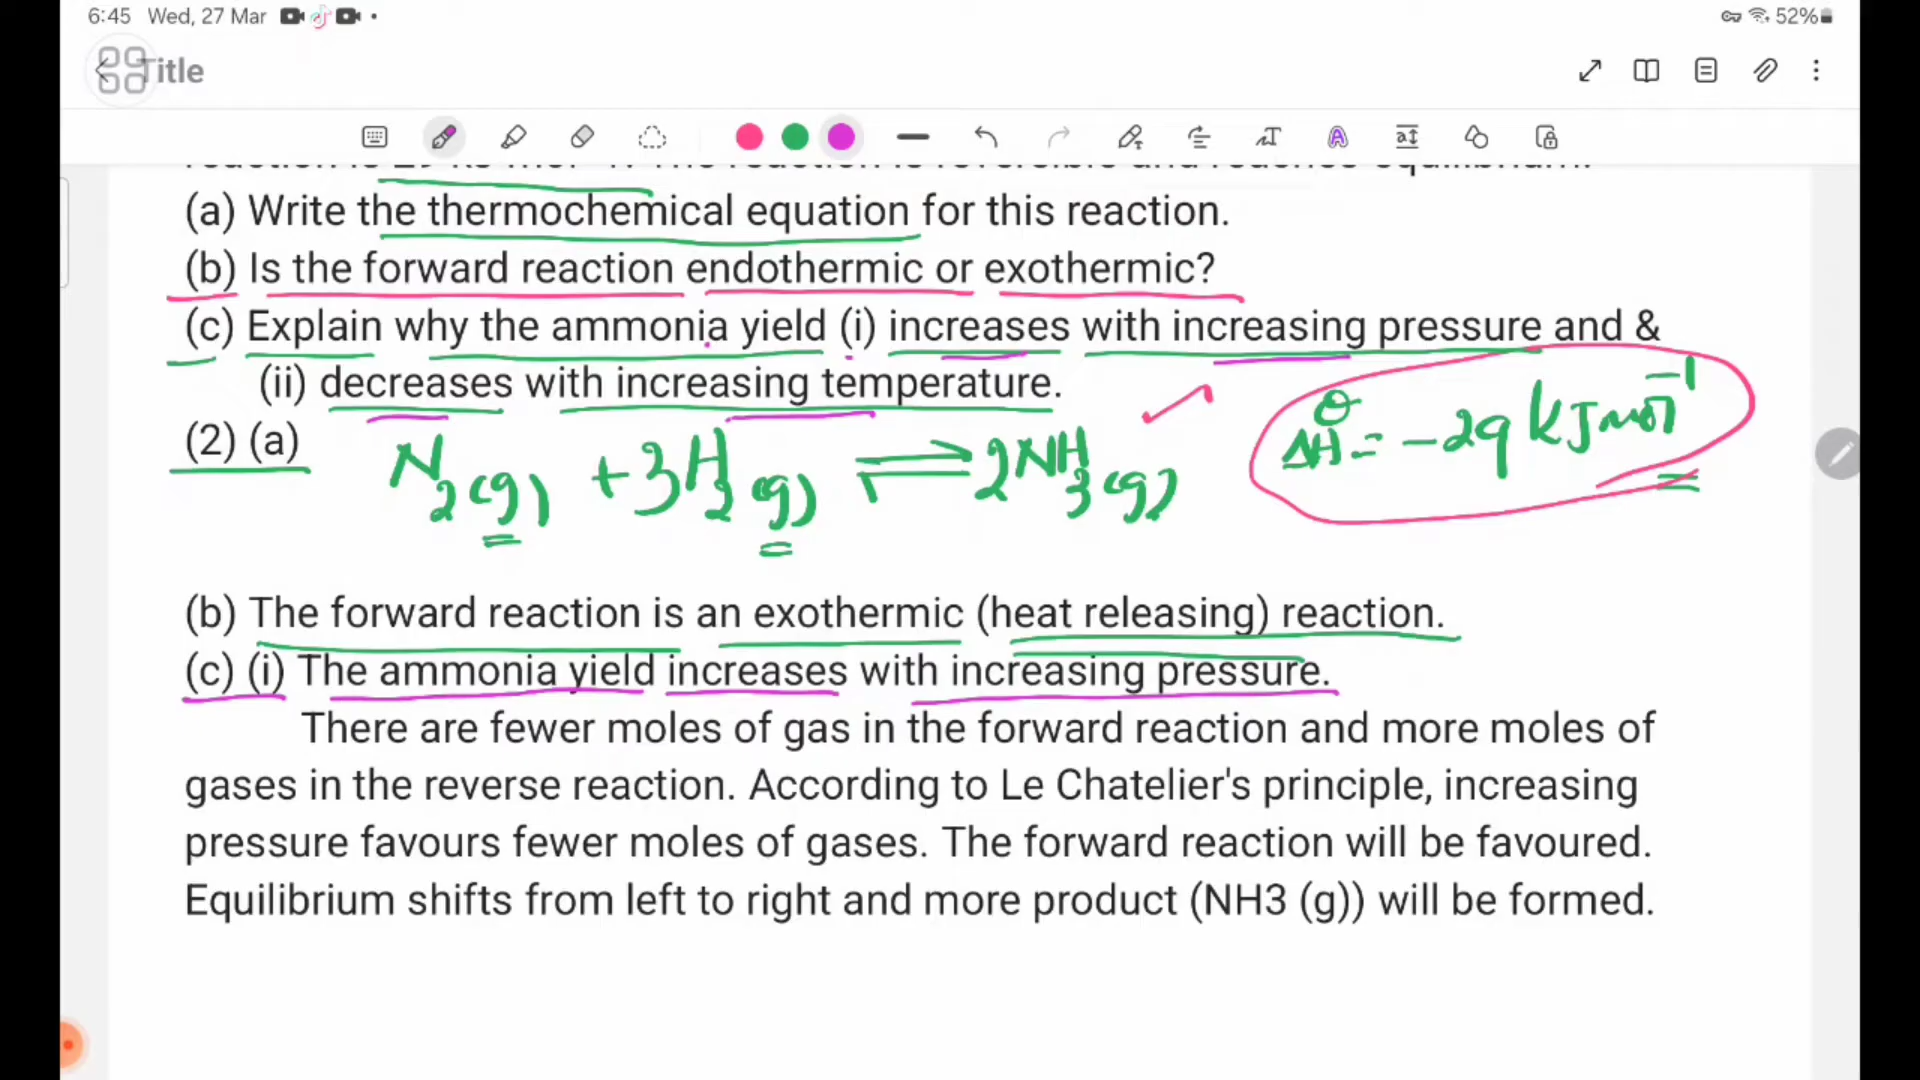 6:45 Wed, 27 Mar
52%
Title
(a) Write the thermochemical equation for this reaction.
(b) Is the forward reaction endothermic or exothermic?
(c) Explain why the ammonia yield (i) increases with increasing pressure and &
(ii) decreases with increasing temperature.
(2) (a) N2(g) + 3H2(g) ⇌ 2NH3(g) ΔH⦵ = -29 kJ mol-1
(b) The forward reaction is an exothermic (heat releasing) reaction.
(c) (i) The ammonia yield increases with increasing pressure.
There are fewer moles of gas in the forward reaction and more moles of
gases in the reverse reaction. According to Le Chatelier's principle, increasing
pressure favours fewer moles of gases. The forward reaction will be favoured.
Equilibrium shifts from left to right and more product (NH3 (g)) will be formed.